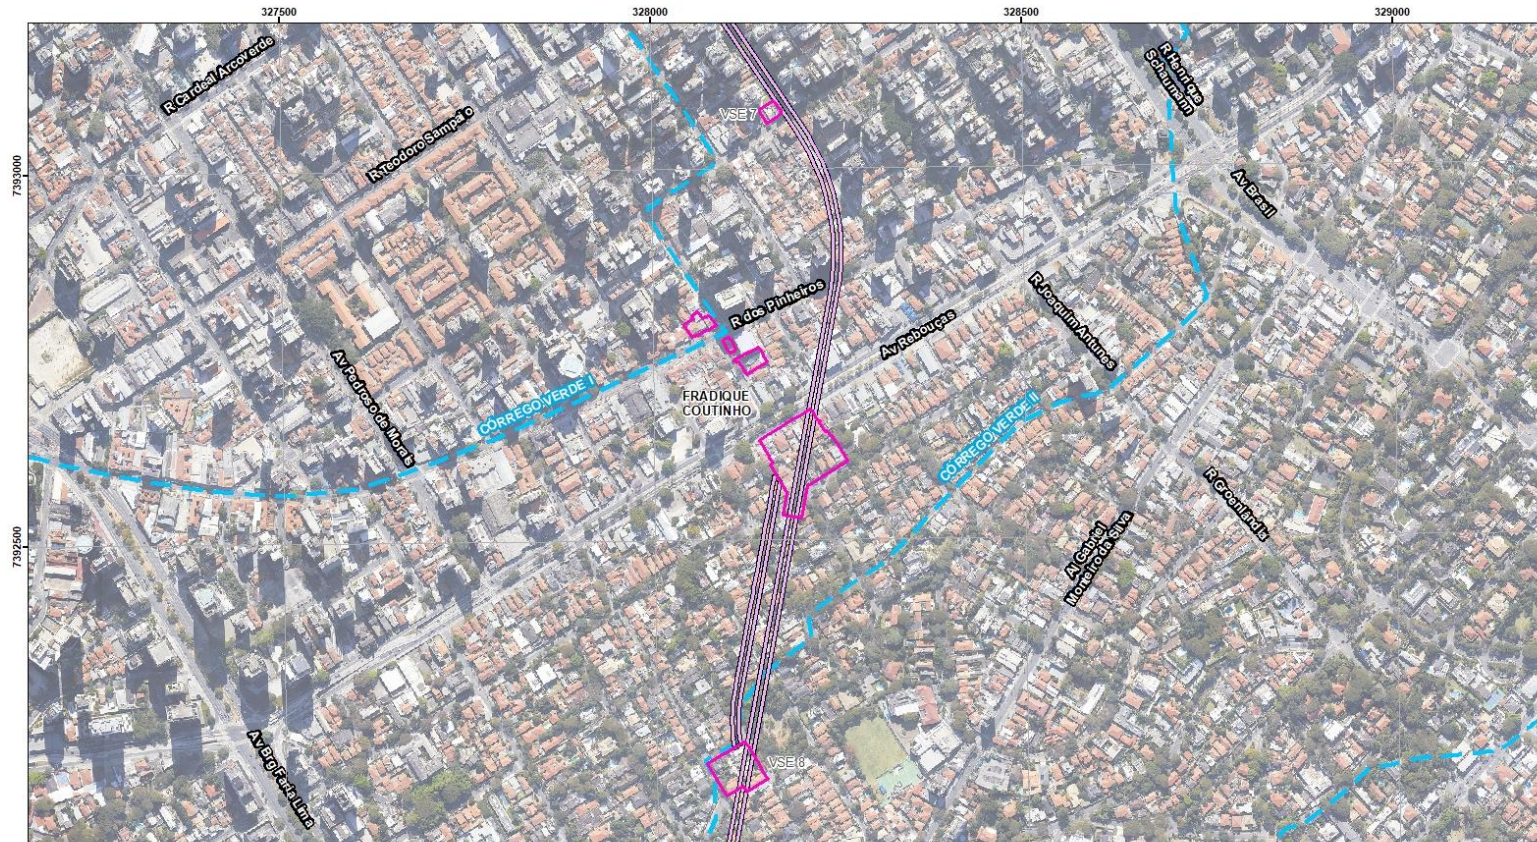 327500
328000
328500
329000
R Cardeal Arcoverde
R Henrique
Schaumann
VSE 7
R Teodoro Sampaio
7393000
Av Brasil
R dos Pinheiros
R Joaquim Antunes
Av Rebouças
Av Pedroso de Morais
CÓRREGO VERDE I
FRADIQUE
COUTINHO
CÓRREGO VERDE II
R Groenlândia
7392500
Al Gabriel
Monteiro da Silva
Av Brg Faria Lima
VSE 8